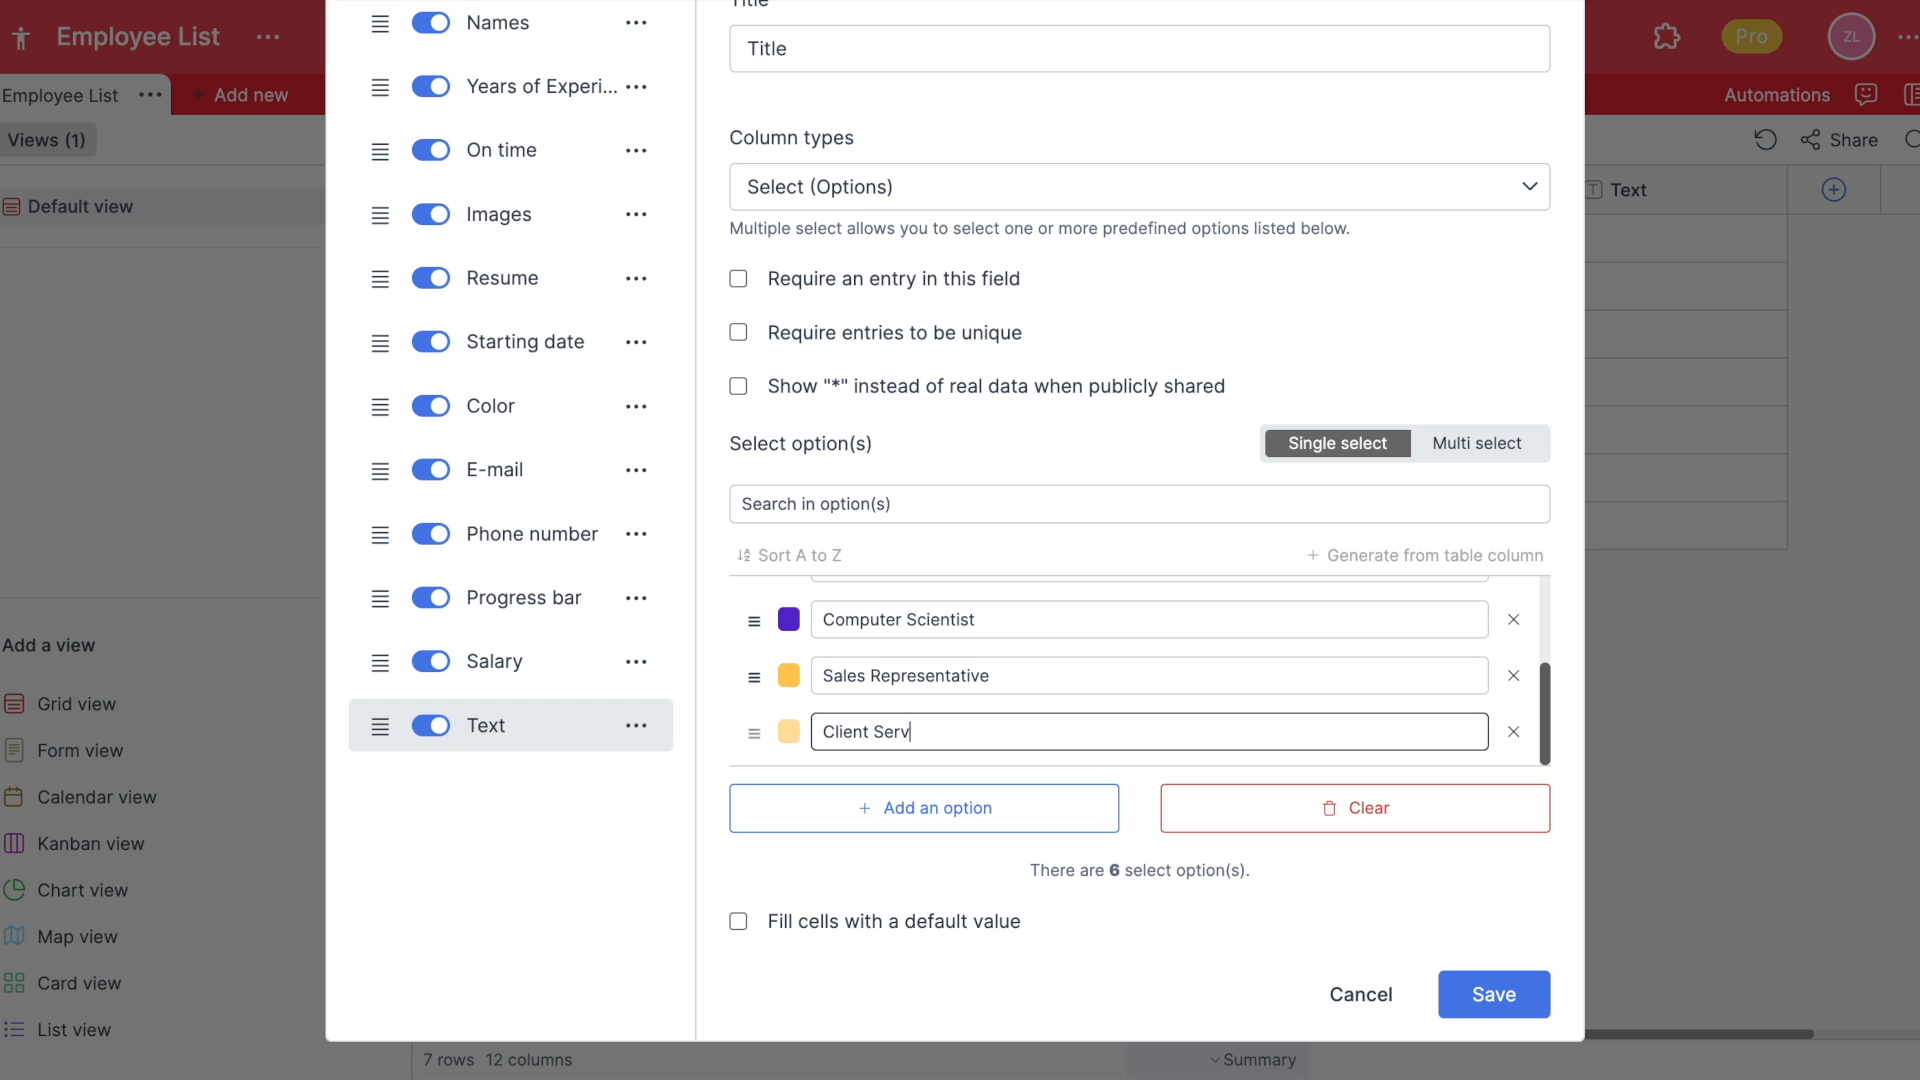 Employee List
Pro
ZL
Employee List
+ Add new
Automations
Views (1)
Share
Default view
Text
Add a view
Grid view
Form view
Calendar view
Kanban view
Chart view
Map view
Card view
List view
Names
Years of Experi...
On time
Images
Resume
Starting date
Color
E-mail
Phone number
Progress bar
Salary
Text
Title
Title
Column types
Select (Options)
Multiple select allows you to select one or more predefined options listed below.
Require an entry in this field
Require entries to be unique
Show "*" instead of real data when publicly shared
Select option(s)
Single select
Multi select
Search in option(s)
Sort A to Z
+ Generate from table column
Computer Scientist
Sales Representative
Client Serv
+ Add an option
Clear
There are 6 select option(s).
Fill cells with a default value
Cancel
Save
7 rows 12 columns
Summary